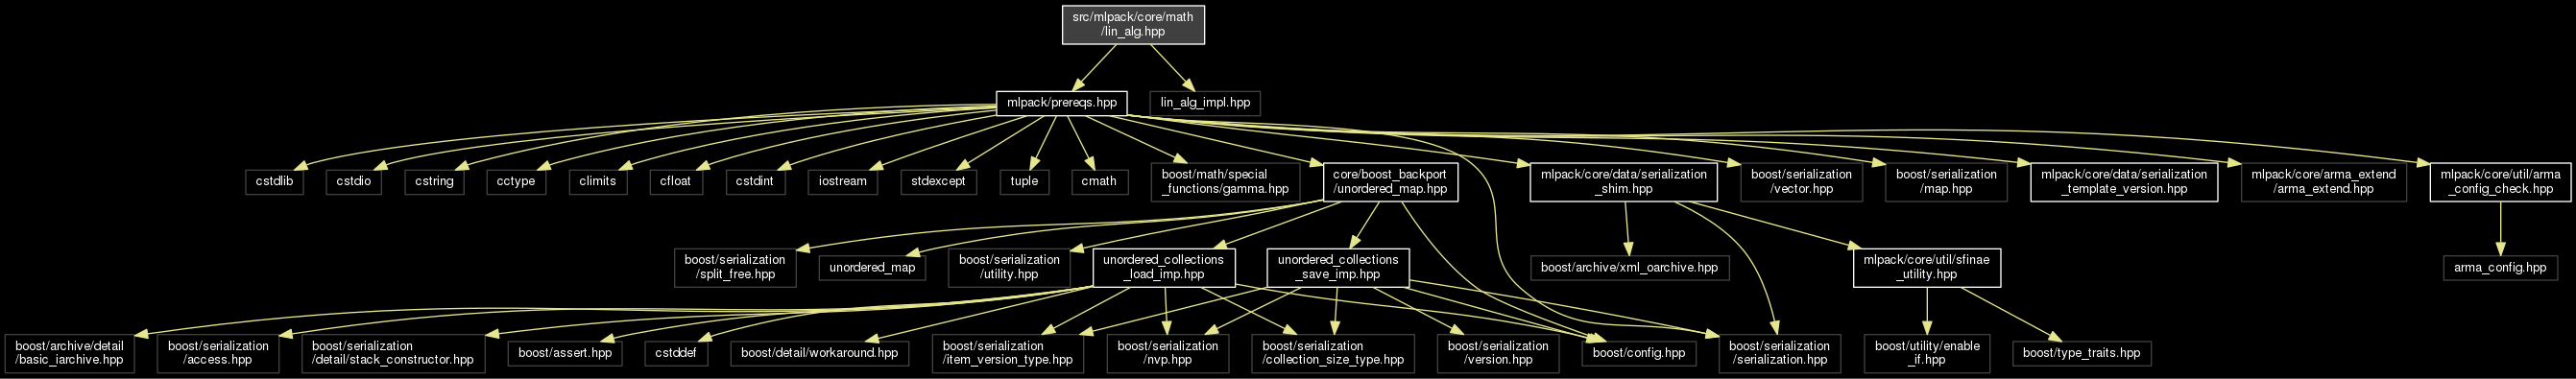 src/mlpack/core/math
/lin_alg.hpp
mlpack/prereqs.hpp
lin_alg_impl.hpp
cstdlib
cstdio
cstring
cctype
climits
cfloat
cstdint
iostream
stdexcept
tuple
cmath
boost/math/special
_functions/gamma.hpp
core/boost_backport
/unordered_map.hpp
mlpack/core/data/serialization
_shim.hpp
boost/serialization
/vector.hpp
boost/serialization
/map.hpp
mlpack/core/data/serialization
_template_version.hpp
mlpack/core/arma_extend
/arma_extend.hpp
mlpack/core/util/arma
_config_check.hpp
boost/serialization
/split_free.hpp
unordered_map
boost/serialization
/utility.hpp
unordered_collections
_load_imp.hpp
unordered_collections
_save_imp.hpp
boost/archive/xml_oarchive.hpp
mlpack/core/util/sfinae
_utility.hpp
arma_config.hpp
boost/archive/detail
/basic_iarchive.hpp
boost/serialization
/access.hpp
boost/serialization
/detail/stack_constructor.hpp
boost/assert.hpp
cstddef
boost/detail/workaround.hpp
boost/serialization
/item_version_type.hpp
boost/serialization
/nvp.hpp
boost/serialization
/collection_size_type.hpp
boost/serialization
/version.hpp
boost/config.hpp
boost/serialization
/serialization.hpp
boost/utility/enable
_if.hpp
boost/type_traits.hpp